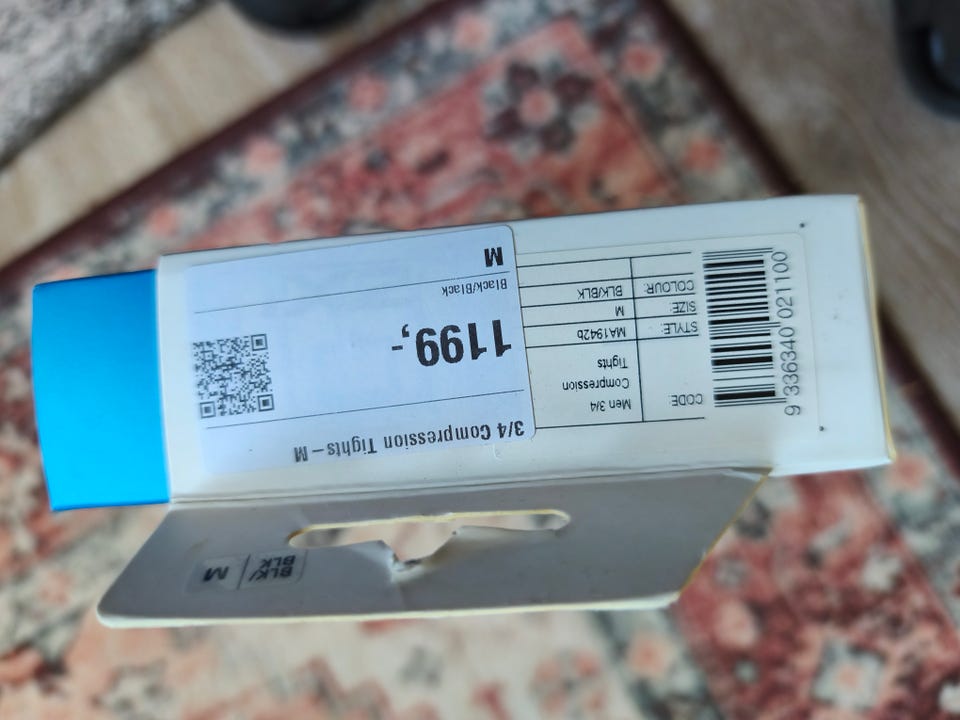 3/4 Compression Tights – M
1199,-
Black/Black
M
CODE: Men 3/4
Compression
Tights
STYLE: MA1942b
SIZE: M
COLOUR: BLK/BLK
9 336340 021100
BLK/
BLK
M